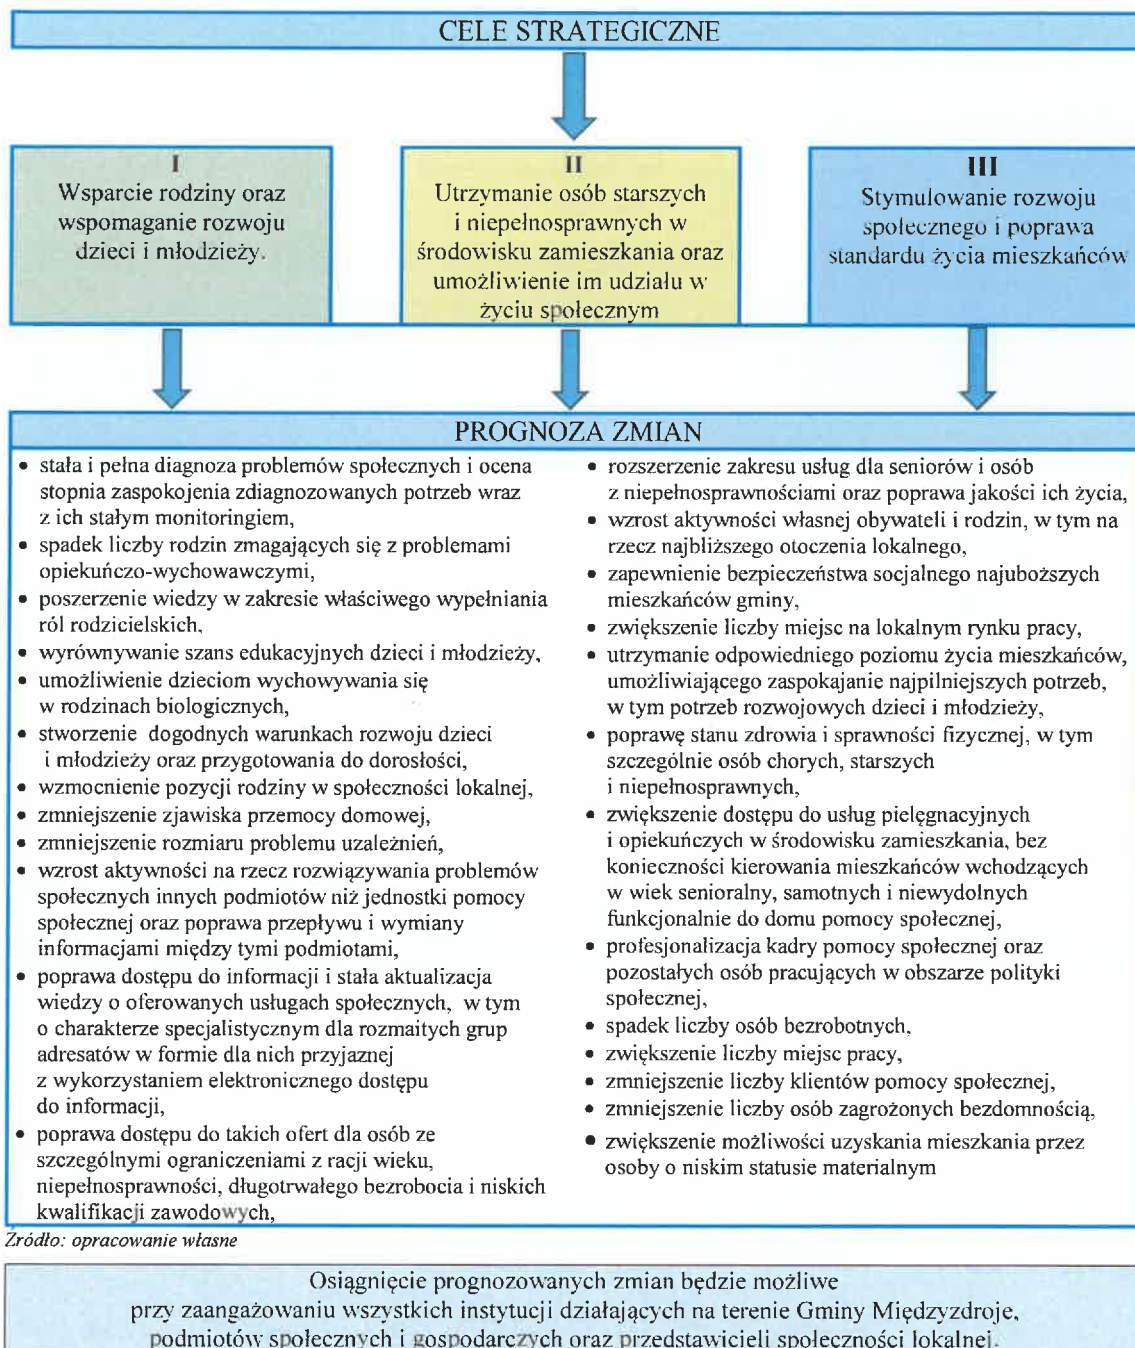 CELE STRATEGICZNE
I
Wsparcie rodziny oraz
wspomaganie rozwoju
dzieci i młodzieży.
II
Utrzymanie osób starszych
i niepełnosprawnych w
środowisku zamieszkania oraz
umożliwienie im udziału w
życiu społecznym
III
Stymulowanie rozwoju
społecznego i poprawa
standardu życia mieszkańców
PROGNOZA ZMIAN
• stała i pełna diagnoza problemów społecznych i ocena
stopnia zaspokojenia zdiagnozowanych potrzeb wraz
z ich stałym monitoringiem,
• spadek liczby rodzin zmagających się z problemami
opiekuńczo-wychowawczymi,
• poszerzenie wiedzy w zakresie właściwego wypełniania
ról rodzicielskich,
• wyrównywanie szans edukacyjnych dzieci i młodzieży,
• umożliwienie dzieciom wychowywania się
w rodzinach biologicznych,
• stworzenie dogodnych warunkach rozwoju dzieci
i młodzieży oraz przygotowania do dorosłości,
• wzmocnienie pozycji rodziny w społeczności lokalnej,
• zmniejszenie zjawiska przemocy domowej,
• zmniejszenie rozmiaru problemu uzależnień,
• wzrost aktywności na rzecz rozwiązywania problemów
społecznych innych podmiotów niż jednostki pomocy
społecznej oraz poprawa przepływu i wymiany
informacjami między tymi podmiotami,
• poprawa dostępu do informacji i stała aktualizacja
wiedzy o oferowanych usługach społecznych, w tym
o charakterze specjalistycznym dla rozmaitych grup
adresatów w formie dla nich przyjaznej
z wykorzystaniem elektronicznego dostępu
do informacji,
• poprawa dostępu do takich ofert dla osób ze
szczególnymi ograniczeniami z racji wieku,
niepełnosprawności, długotrwałego bezrobocia i niskich
kwalifikacji zawodowych,
• rozszerzenie zakresu usług dla seniorów i osób
z niepełnosprawnościami oraz poprawa jakości ich życia,
• wzrost aktywności własnej obywateli i rodzin, w tym na
rzecz najbliższego otoczenia lokalnego,
• zapewnienie bezpieczeństwa socjalnego najuboższych
mieszkańców gminy,
• zwiększenie liczby miejsc na lokalnym rynku pracy,
• utrzymanie odpowiedniego poziomu życia mieszkańców,
umożliwiającego zaspokajanie najpilniejszych potrzeb,
w tym potrzeb rozwojowych dzieci i młodzieży,
• poprawę stanu zdrowia i sprawności fizycznej, w tym
szczególnie osób chorych, starszych
i niepełnosprawnych,
• zwiększenie dostępu do usług pielęgnacyjnych
i opiekuńczych w środowisku zamieszkania, bez
konieczności kierowania mieszkańców wchodzących
w wiek senioralny, samotnych i niewydolnych
funkcjonalnie do domu pomocy społecznej,
• profesjonalizacja kadry pomocy społecznej oraz
pozostałych osób pracujących w obszarze polityki
społecznej,
• spadek liczby osób bezrobotnych,
• zwiększenie liczby miejsc pracy,
• zmniejszenie liczby klientów pomocy społecznej,
• zmniejszenie liczby osób zagrożonych bezdomnością,
• zwiększenie możliwości uzyskania mieszkania przez
osoby o niskim statusie materialnym
Źródło: opracowanie własne
Osiągnięcie prognozowanych zmian będzie możliwe
przy zaangażowaniu wszystkich instytucji działających na terenie Gminy Międzyzdroje,
podmiotów społecznych i gospodarczych oraz przedstawicieli społeczności lokalnej.